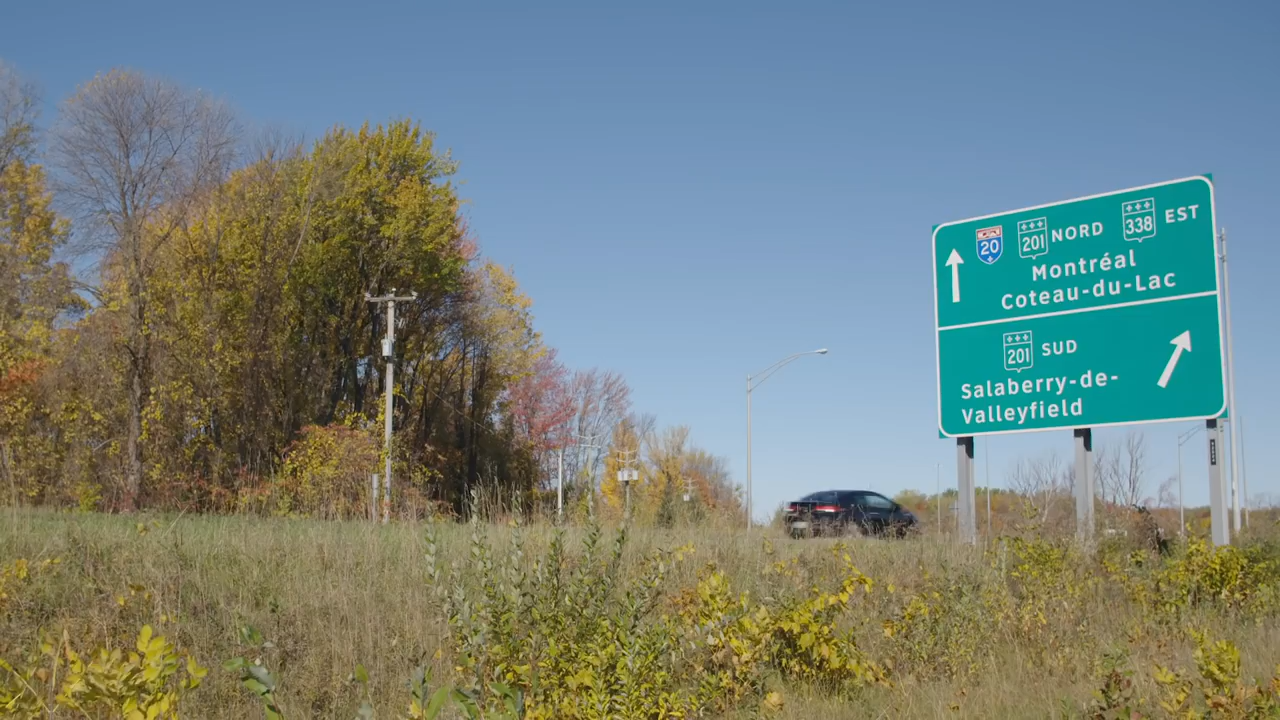 20 201 NORD 338 EST
Montréal
Coteau-du-Lac
201 SUD
Salaberry-de-
Valleyfield